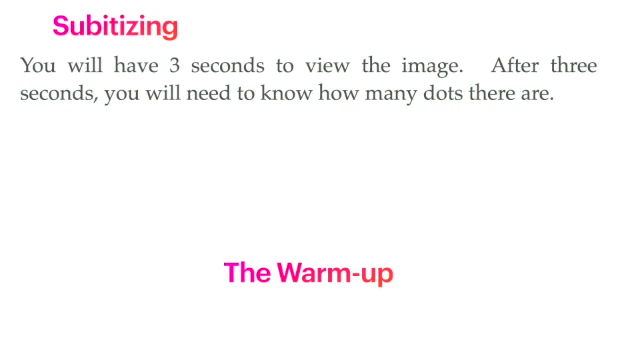 Subitizing
You will have 3 seconds to view the image. After three
seconds, you will need to know how many dots there are.
The Warm-up